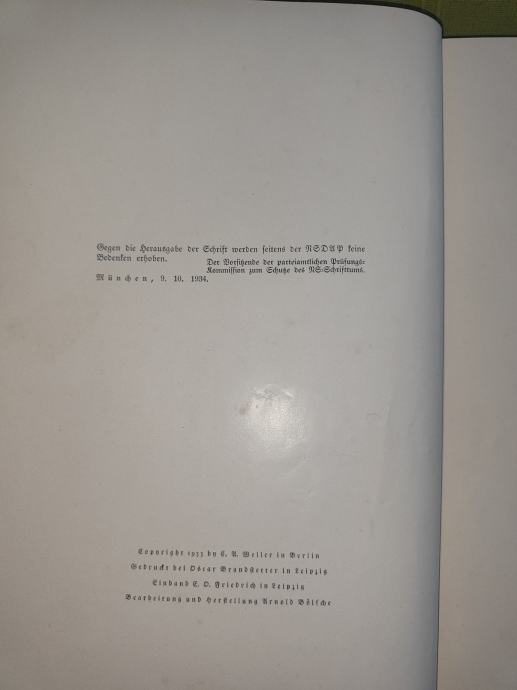 Gegen die Herausgabe der Schrift werden seitens der NSDAP keine
Bedenken erhoben.
Der Vorsitzende der parteiamtlichen Prüfungs-
Kommission zum Schutze des NS-Schrifttums.
München, 9. 10. 1934.
Copyright 1933 by C. A. Weller in Berlin
Gedruckt bei Oscar Brandstetter in Leipzig
Einband E. O. Friedrich in Leipzig
Bearbeitung und Herstellung Arnold Bölsche